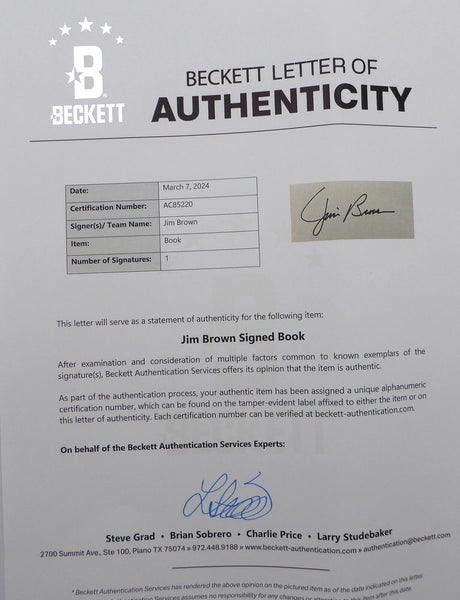 BECKETT
BECKETT LETTER OF
AUTHENTICITY
Date: March 7, 2024
Certification Number: AC85220
Signer(s)/ Team Name: Jim Brown
Item: Book
Number of Signatures: 1
Jim Brown
This letter will serve as a statement of authenticity for the following item:
Jim Brown Signed Book
After examination and consideration of multiple factors common to known exemplars of the
signature(s), Beckett Authentication Services offers its opinion that the item is authentic.
As part of the authentication process, your authentic item has been assigned a unique alphanumeric
certification number, which can be found on the tamper-evident label affixed to either the item or on
this letter of authenticity. Each certification number can be verified at beckett-authentication.com.
On behalf of the Beckett Authentication Services Experts:
Steve Grad • Brian Sobrero • Charlie Price • Larry Studebaker
2700 Summit Ave., Ste 100, Plano TX 75074 » 972.448.9188 » www.beckett-authentication.com » authentication@beckett.com
* Beckett Authentication Services has rendered the above opinion on the pictured item as of the date indicated on this letter.